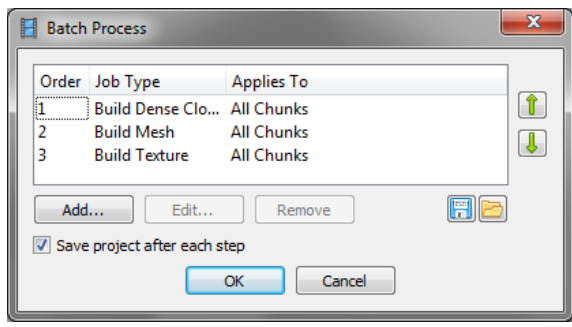 Batch Process
Order Job Type Applies To
1 Build Dense Clo... All Chunks
2 Build Mesh All Chunks
3 Build Texture All Chunks
Add... Edit... Remove
Save project after each step
OK Cancel